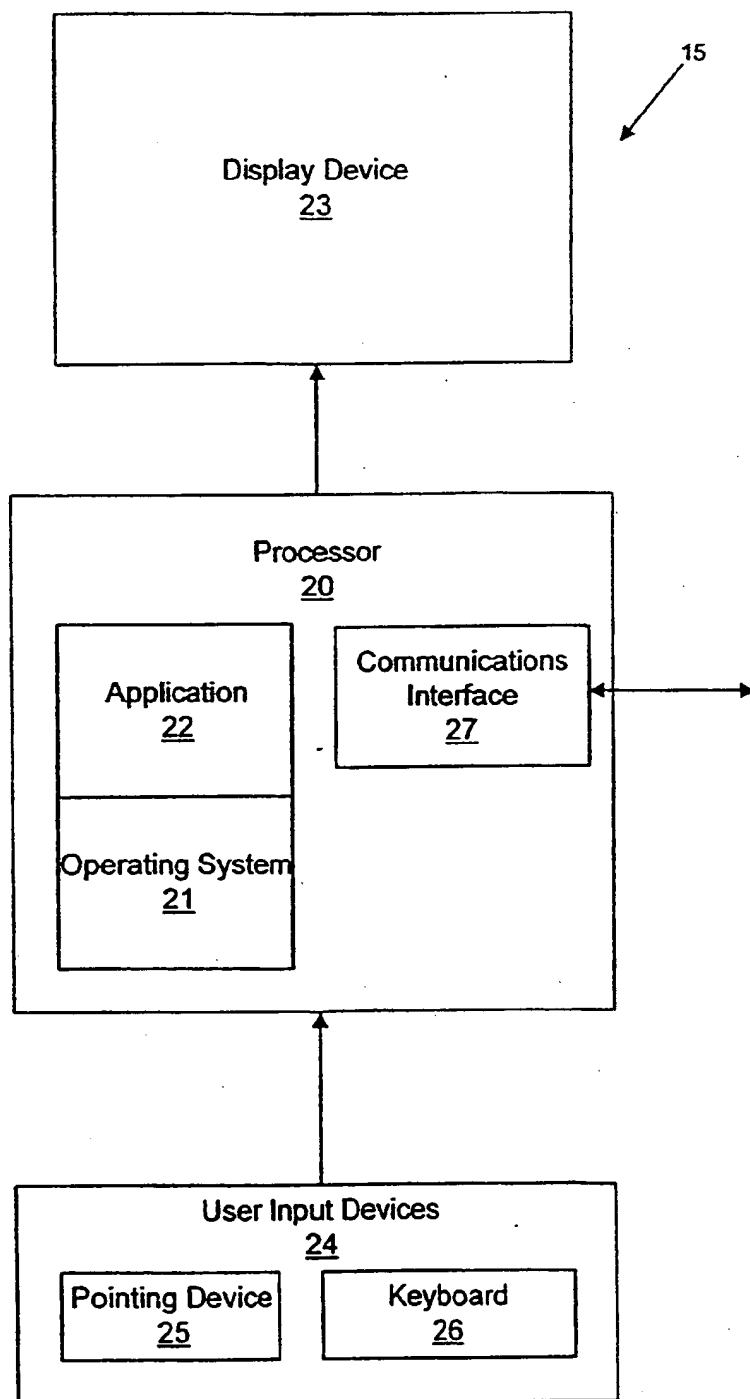 15
Display Device
23
Processor
20
Application
22
Communications
Interface
27
Operating System
21
User Input Devices
24
Pointing Device
25
Keyboard
26